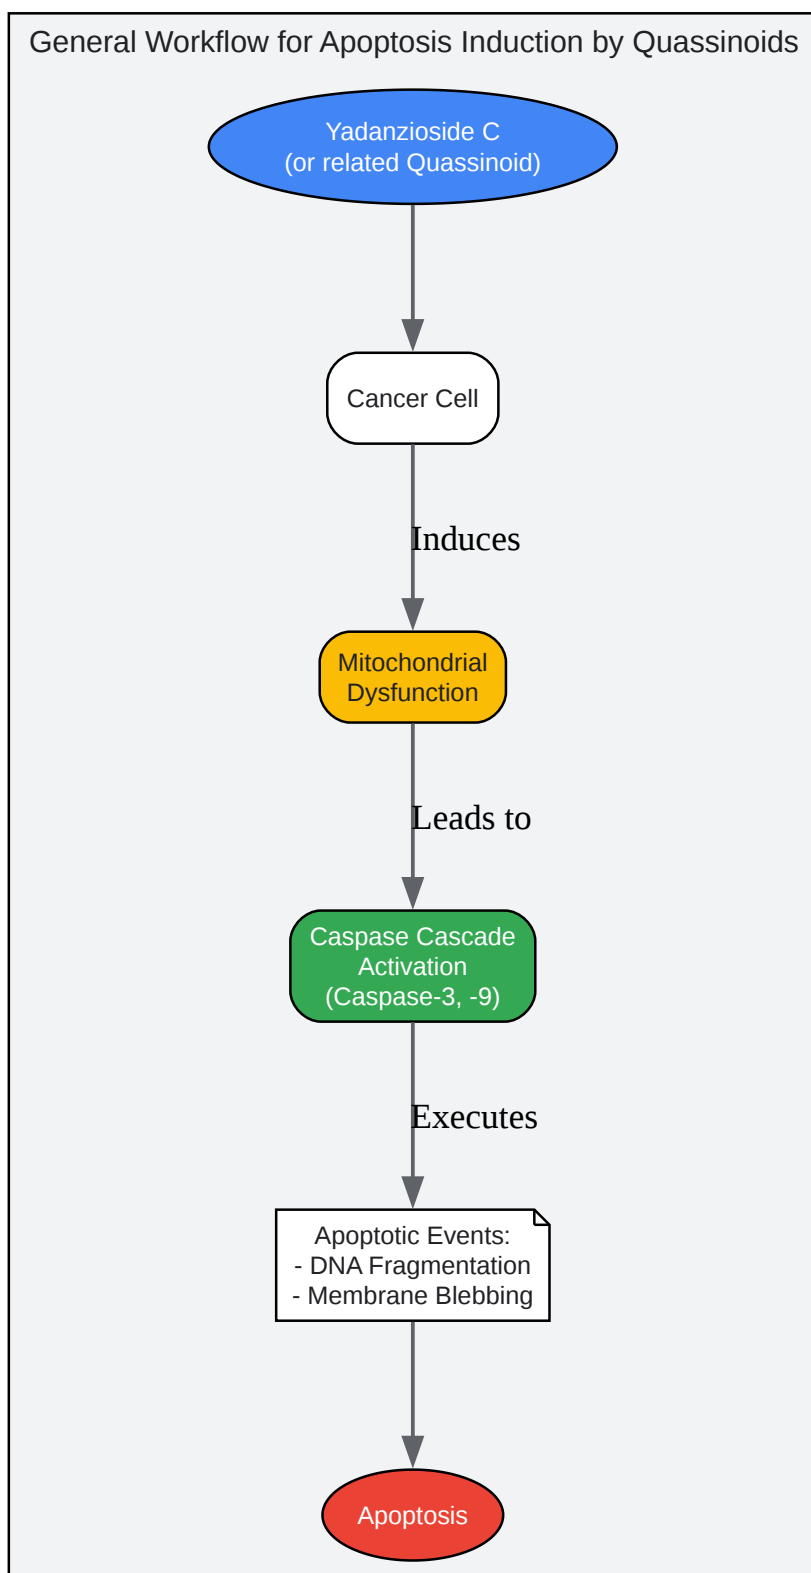 General Workflow for Apoptosis Induction by Quassinoids
Yadanzioside C
(or related Quassinoid)
Cancer Cell
Induces
Mitochondrial
Dysfunction
Leads to
Caspase Cascade
Activation
(Caspase-3, -9)
Executes
Apoptotic Events:
- DNA Fragmentation
- Membrane Blebbing
Apoptosis